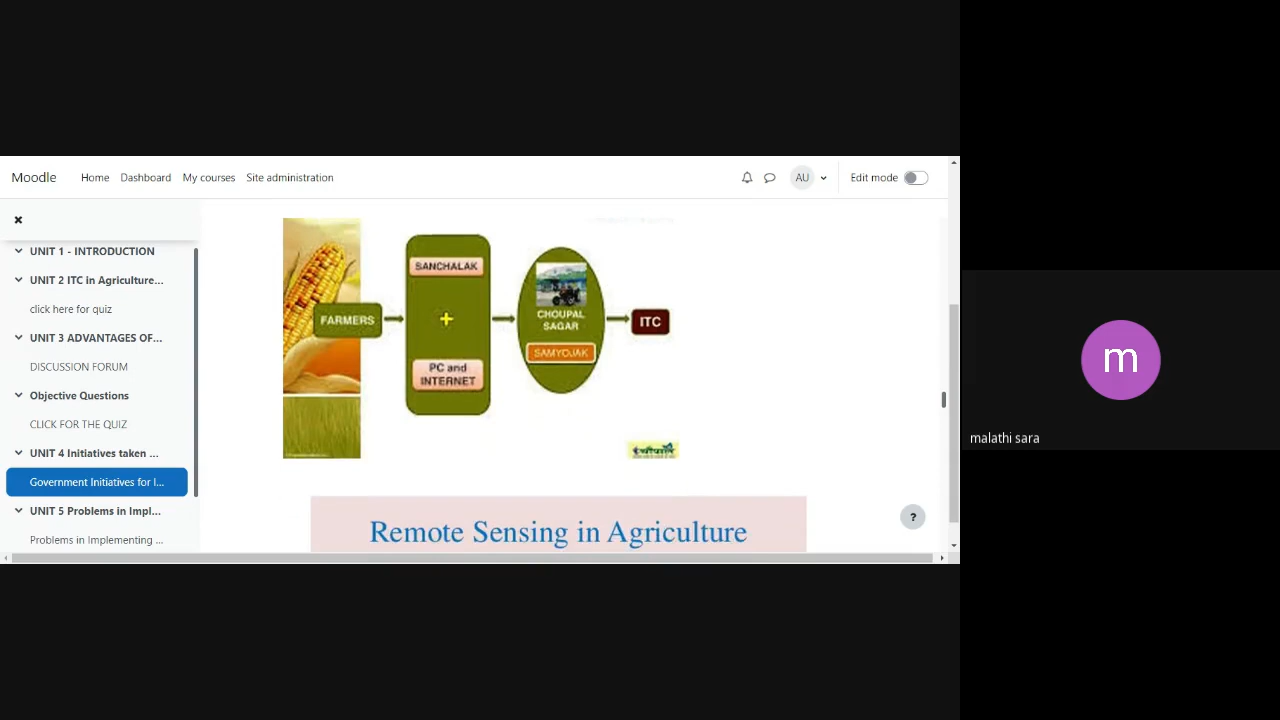 Moodle Home Dashboard My courses Site administration AU Edit mode
UNIT 1 - INTRODUCTION
UNIT 2 ITC in Agriculture...
click here for quiz
UNIT 3 ADVANTAGES OF...
DISCUSSION FORUM
Objective Questions
CLICK FOR THE QUIZ
UNIT 4 Initiatives taken ...
Government Initiatives for I...
UNIT 5 Problems in Impl...
Problems in Implementing ...
FARMERS
SANCHALAK
+
PC and
INTERNET
CHOUPAL
SAGAR
SAMYOJAK
ITC
Remote Sensing in Agriculture
?
m
malathi sara